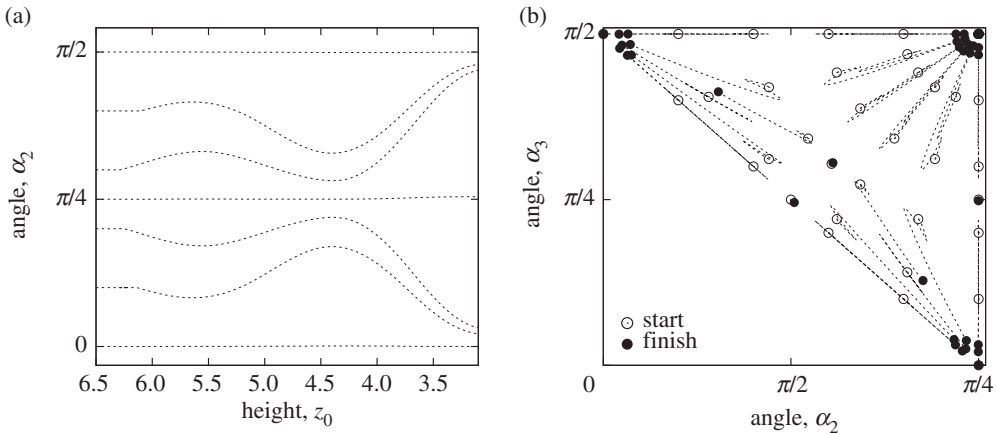 (a)
π/2
π/4
0
angle, α2
6.5 6.0 5.5 5.0 4.5 4.0 3.5
height, z0
(b)
π/2
π/4
angle, α3
start
finish
0 π/2 π/4
angle, α2